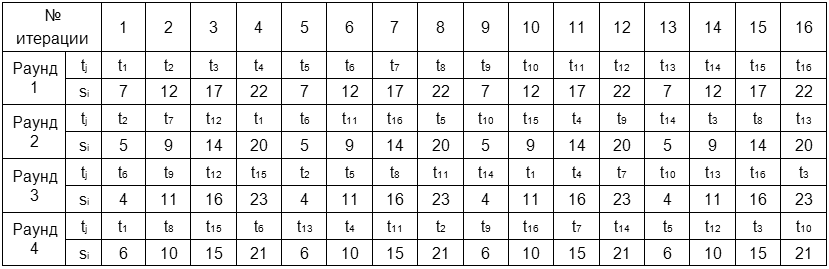 № итерации 1 2 3 4 5 6 7 8 9 10 11 12 13 14 15 16
Раунд 1 tj t1 t2 t3 t4 t5 t6 t7 t8 t9 t10 t11 t12 t13 t14 t15 t16
si 7 12 17 22 7 12 17 22 7 12 17 22 7 12 17 22
Раунд 2 tj t2 t7 t12 t1 t6 t11 t16 t5 t10 t15 t4 t9 t14 t3 t8 t13
si 5 9 14 20 5 9 14 20 5 9 14 20 5 9 14 20
Раунд 3 tj t6 t9 t12 t15 t2 t5 t8 t11 t14 t1 t4 t7 t10 t13 t16 t3
si 4 11 16 23 4 11 16 23 4 11 16 23 4 11 16 23
Раунд 4 tj t1 t8 t15 t6 t13 t4 t11 t2 t9 t16 t7 t14 t5 t12 t3 t10
si 6 10 15 21 6 10 15 21 6 10 15 21 6 10 15 21